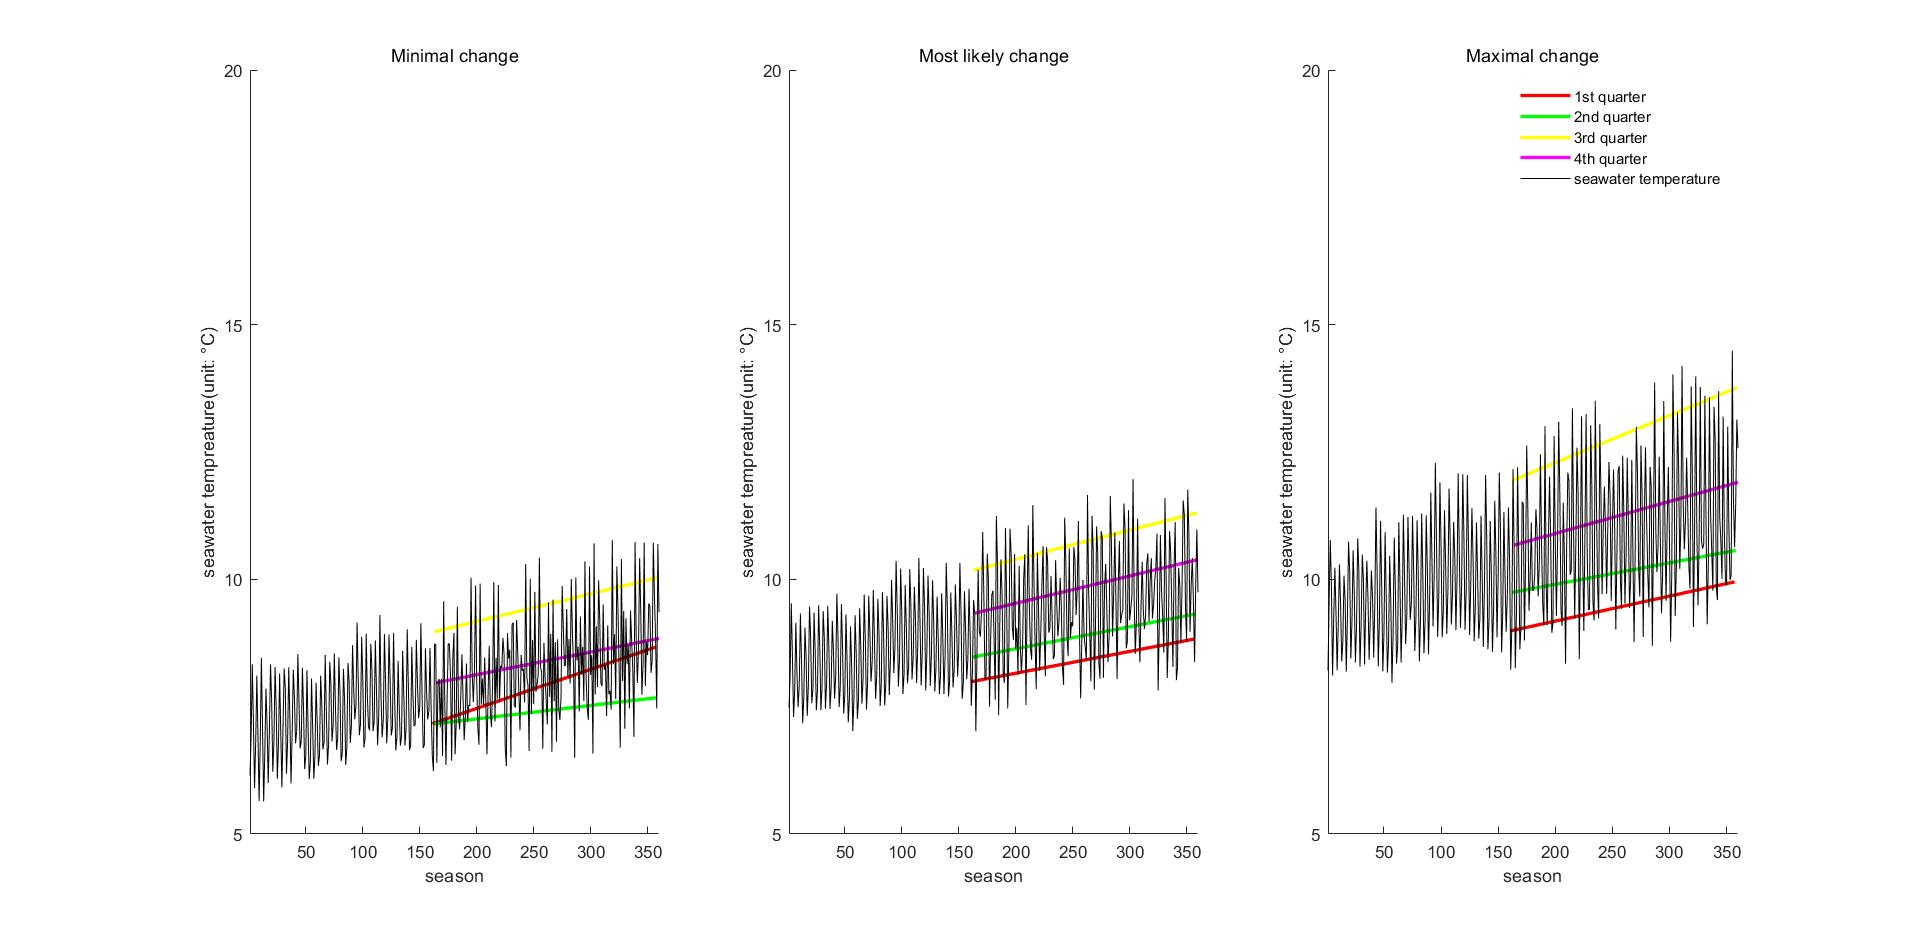 Minimal change
20
15
10
5
seawater tempreature(unit: °C)
50 100 150 200 250 300 350
season
Most likely change
20
15
10
5
seawater tempreature(unit: °C)
50 100 150 200 250 300 350
season
Maximal change
20
15
10
5
seawater tempreature(unit: °C)
50 100 150 200 250 300 350
season
1st quarter
2nd quarter
3rd quarter
4th quarter
seawater temperature